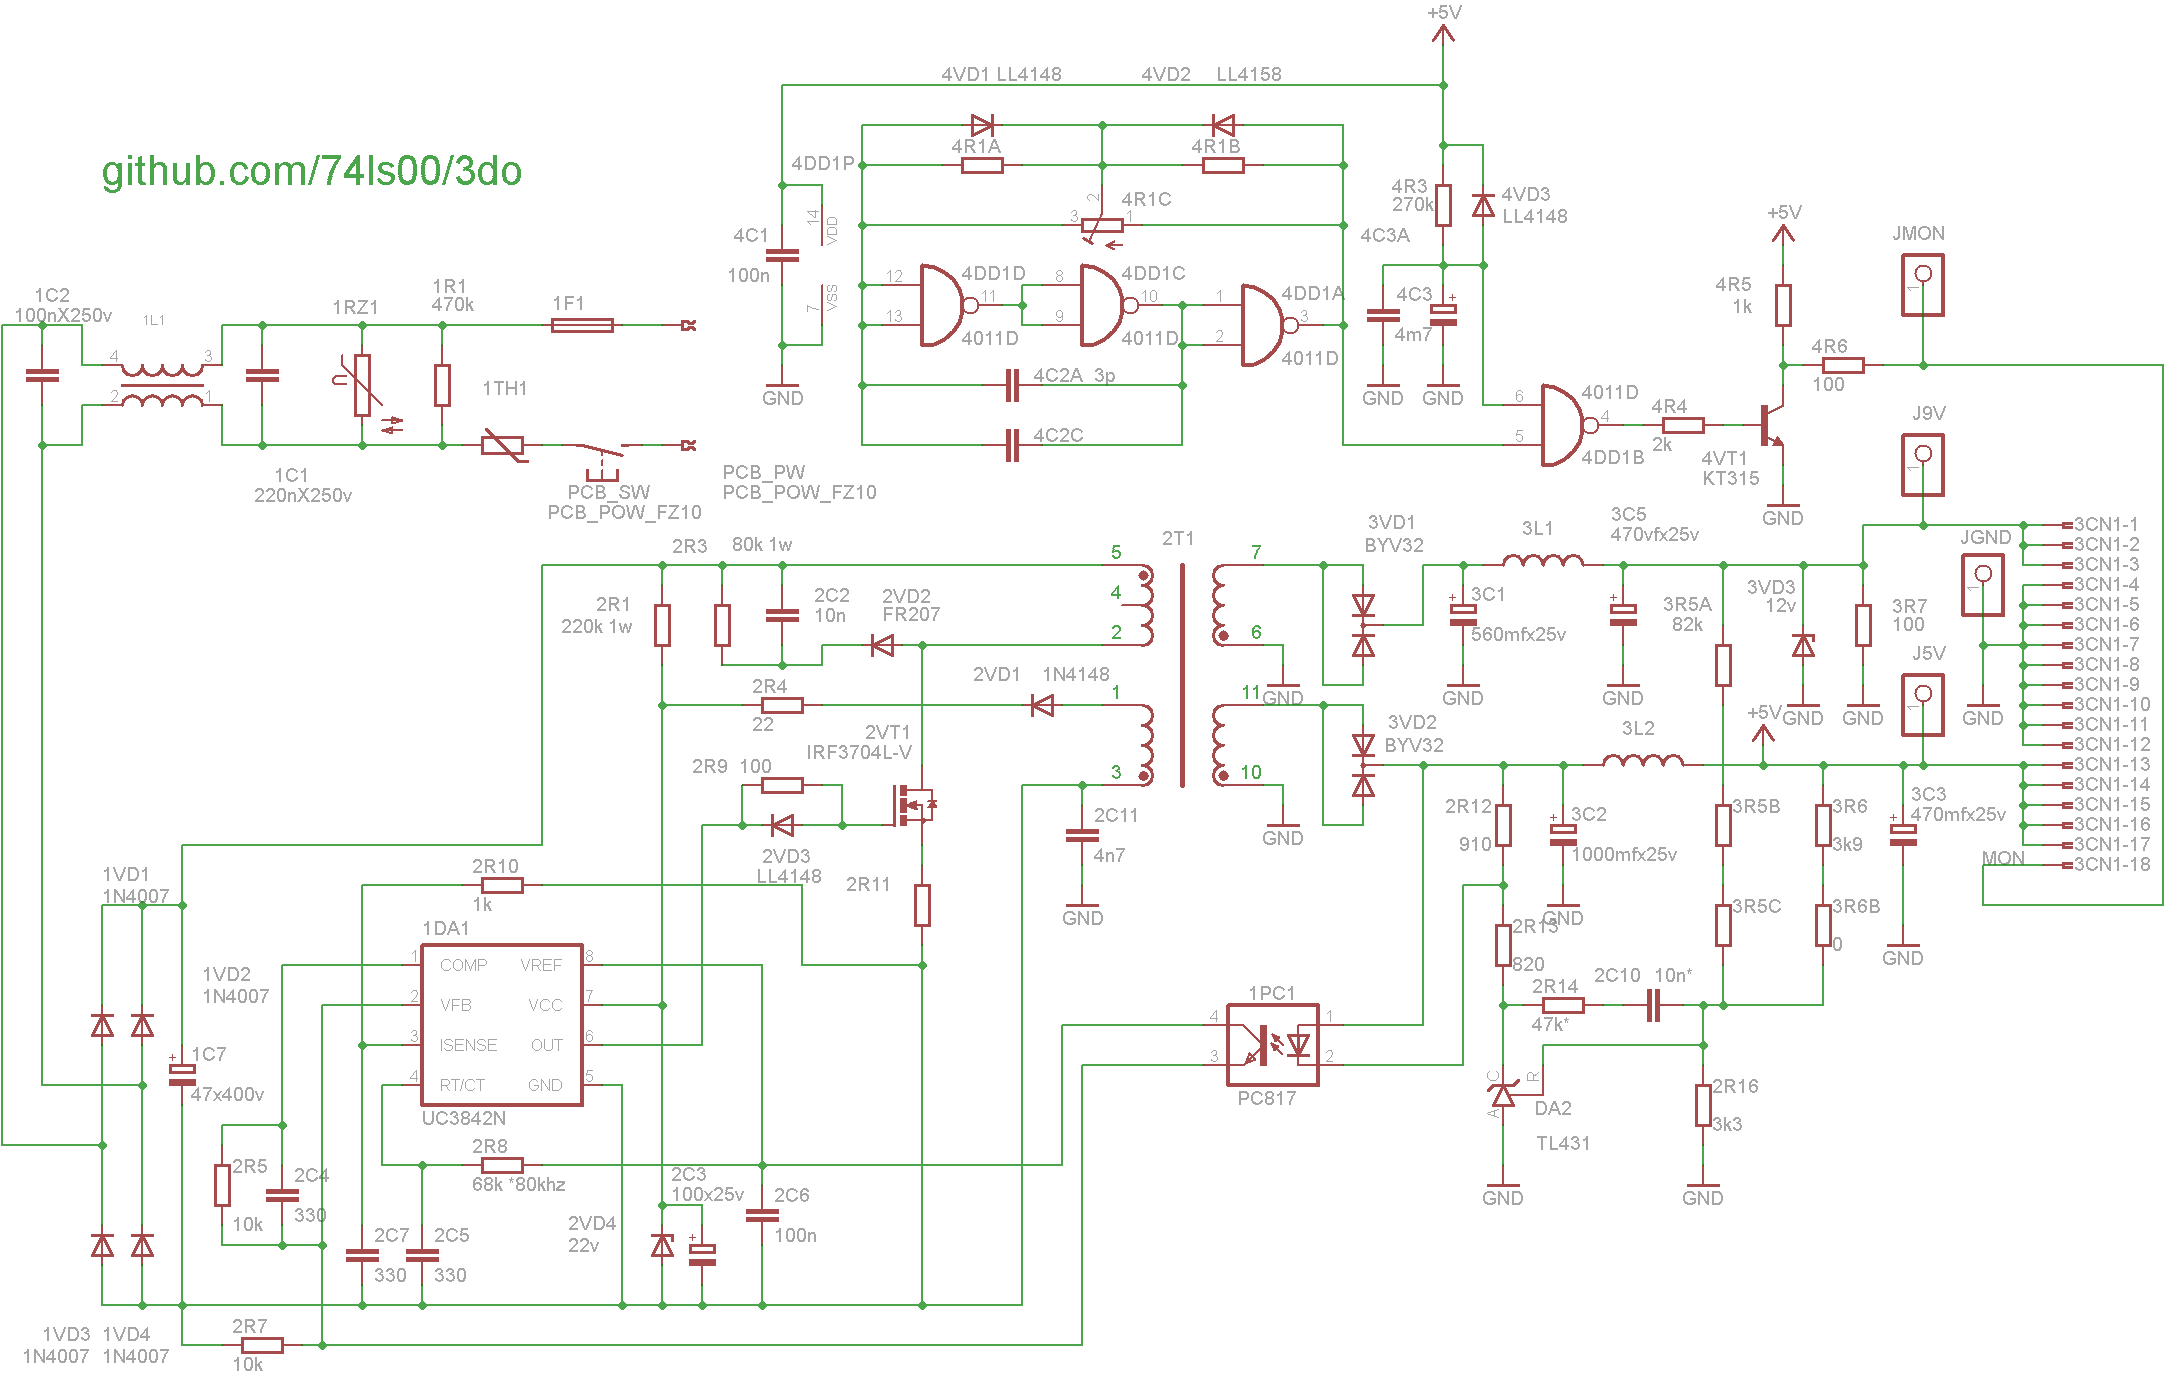 +5V
4VD1 LL4148
4VD2 LL4158
github.com/74ls00/3do
4DD1P
4R1A
4R1B
4R3
270k
4VD3
LL4148
4R1C
3
2
1
14
VDD
7
VSS
4C1
100n
GND
4C3A
+5V
JMON
1
4R5
1k
12
13
4DD1D
11
4011D
8
9
4DD1C
10
4011D
1
2
4DD1A
3
4011D
4C3
4m7
+
GND
GND
4R6
100
4C2A 3p
4C2C
6
5
4011D
4
4DD1B
4R4
2k
4VT1
KT315
GND
J9V
1
1C2
100nX250v
1L1
4
3
2
1
1RZ1
U
1R1
470k
1F1
1TH1
1C1
220nX250v
PCB_SW
PCB_POW_FZ10
PCB_PW
PCB_POW_FZ10
2R3
80k 1w
2R1
220k 1w
2C2
10n
2VD2
FR207
5
4
2
1
3
2T1
7
6
11
10
GND
GND
3VD1
BYV32
3VD2
BYV32
3L1
3C5
470vfx25v
+
3C1
560mfx25v
+
GND
GND
3R5A
82k
3VD3
12v
3R7
100
GND
GND
JGND
1
GND
J5V
1
3CN1-1
3CN1-2
3CN1-3
3CN1-4
3CN1-5
3CN1-6
3CN1-7
3CN1-8
3CN1-9
3CN1-10
3CN1-11
3CN1-12
3CN1-13
3CN1-14
3CN1-15
3CN1-16
3CN1-17
3CN1-18
MON
2R4
22
2VD1 1N4148
2VT1
IRF3704L-V
2R9 100
2VD3
LL4148
2R11
2C11
4n7
GND
3L2
+5V
2R12
910
3C2
1000mfx25v
+
GND
3R5B
3R6
3k9
3C3
470mfx25v
+
GND
3R5C
3R6B
0
2R13
820
2R14
47k*
2C10 10n*
C
R
A
DA2
TL431
GND
2R16
3k3
GND
1VD1
1N4007
1VD2
1N4007
2R10
1k
1DA1
1
COMP
VREF
8
2
VFB
VCC
7
3
ISENSE
OUT
6
4
RT/CT
GND
5
UC3842N
1PC1
4
1
3
2
PC817
+
1C7
47x400v
2R5
10k
2C4
330
2R8
68k *80khz
2C7
330
2C5
330
2VD4
22v
2C3
100x25v
+
2C6
100n
1VD3
1N4007
1VD4
1N4007
2R7
10k